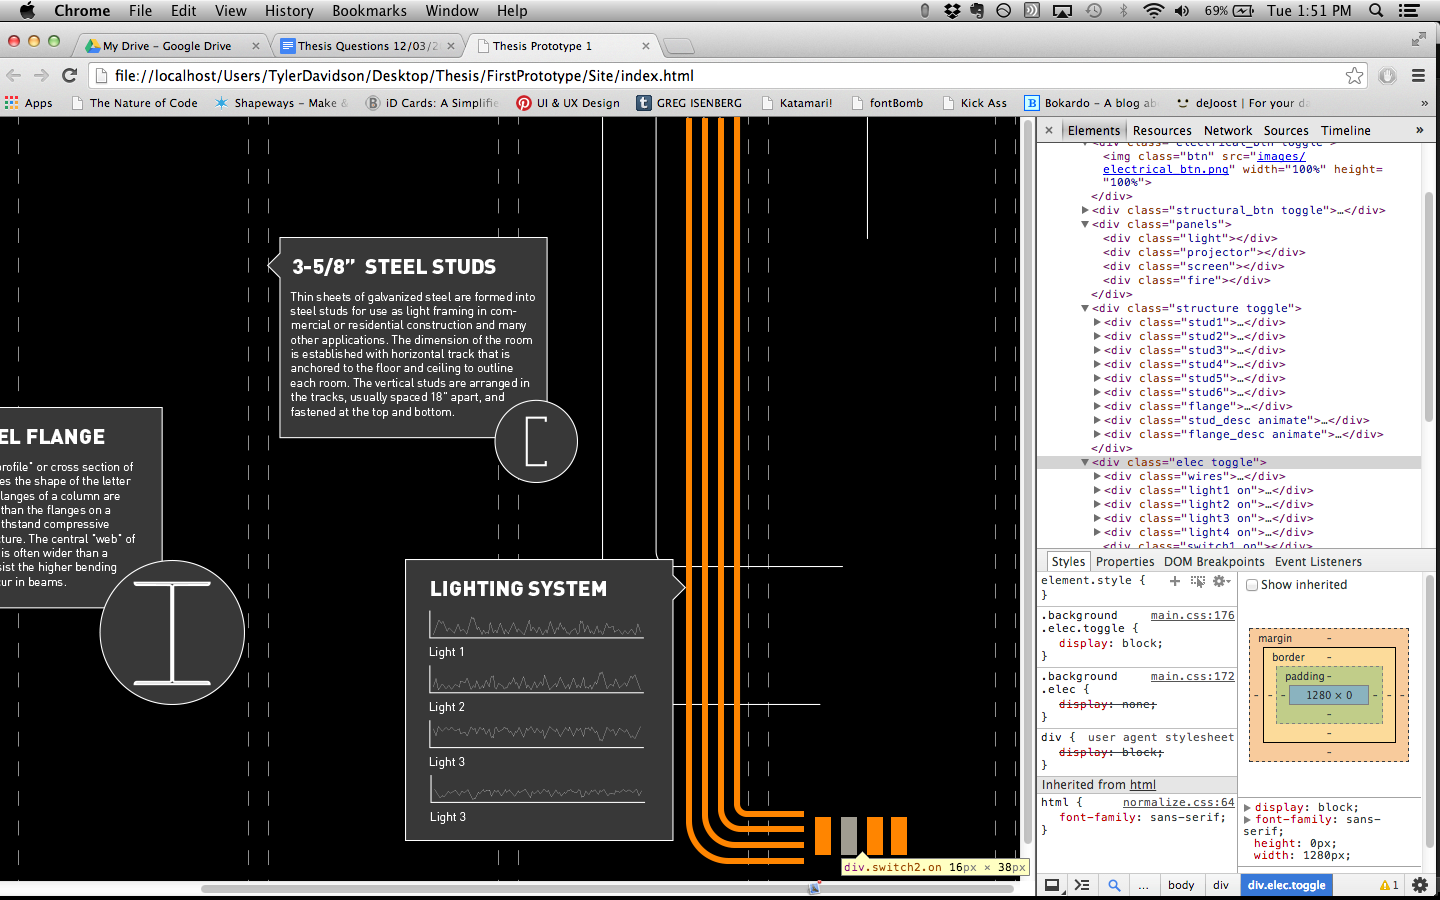 Chrome File Edit View History Bookmarks Window Help 69% Tue 1:51 PM
My Drive – Google Drive Thesis Questions 12/03/2 Thesis Prototype 1
file://localhost/Users/TylerDavidson/Desktop/Thesis/FirstPrototype/Site/index.html
Apps The Nature of Code Shapeways – Make & iD Cards: A Simplifie UI & UX Design GREG ISENBERG Katamari! fontBomb Kick Ass Bokardo – A blog ab deJoost | For your d »
3-5/8” STEEL STUDS
Thin sheets of galvanized steel are formed into
steel studs for use as light framing in com-
mercial or residential construction and many
other applications. The dimension of the room
is established with horizontal track that is
anchored to the floor and ceiling to outline
each room. The vertical studs are arranged in
the tracks, usually spaced 18" apart, and
fastened at the top and bottom.
EL FLANGE
profile" or cross section of
es the shape of the letter
langes of a column are
than the flanges on a
thstand compressive
cture. The central "web" of
is often wider than a
sist the higher bending
cur in beams.
LIGHTING SYSTEM
Light 1
Light 2
Light 3
Light 3
div.switch2.on 16px × 38px
× Elements Resources Network Sources Timeline »
<div class="electrical_btn toggle">
<img class="btn" src="images/
electrical_btn.png" width="100%" height=
"100%">
</div>
<div class="structural_btn toggle">…</div>
<div class="panels">
<div class="light"></div>
<div class="projector"></div>
<div class="screen"></div>
<div class="fire"></div>
</div>
<div class="structure toggle">
<div class="stud1">…</div>
<div class="stud2">…</div>
<div class="stud3">…</div>
<div class="stud4">…</div>
<div class="stud5">…</div>
<div class="stud6">…</div>
<div class="flange">…</div>
<div class="stud_desc animate">…</div>
<div class="flange_desc animate">…</div>
</div>
<div class="elec toggle">
<div class="wires">…</div>
<div class="light1 on">…</div>
<div class="light2 on">…</div>
<div class="light3 on">…</div>
<div class="light4 on">…</div>
<div class="switch1 on"></div>
Styles Properties DOM Breakpoints Event Listeners
element.style {
}
.background main.css:176
.elec.toggle {
display: block;
}
.background main.css:172
.elec {
display: none;
}
div { user agent stylesheet
display: block;
}
Inherited from html
html { normalize.css:64
font-family: sans-serif;
}
Show inherited
margin -
border -
padding -
- - - 1280 × 0 - - -
-
-
-
display: block;
font-family: sans-
serif;
height: 0px;
width: 1280px;
... body div div.elec.toggle 1